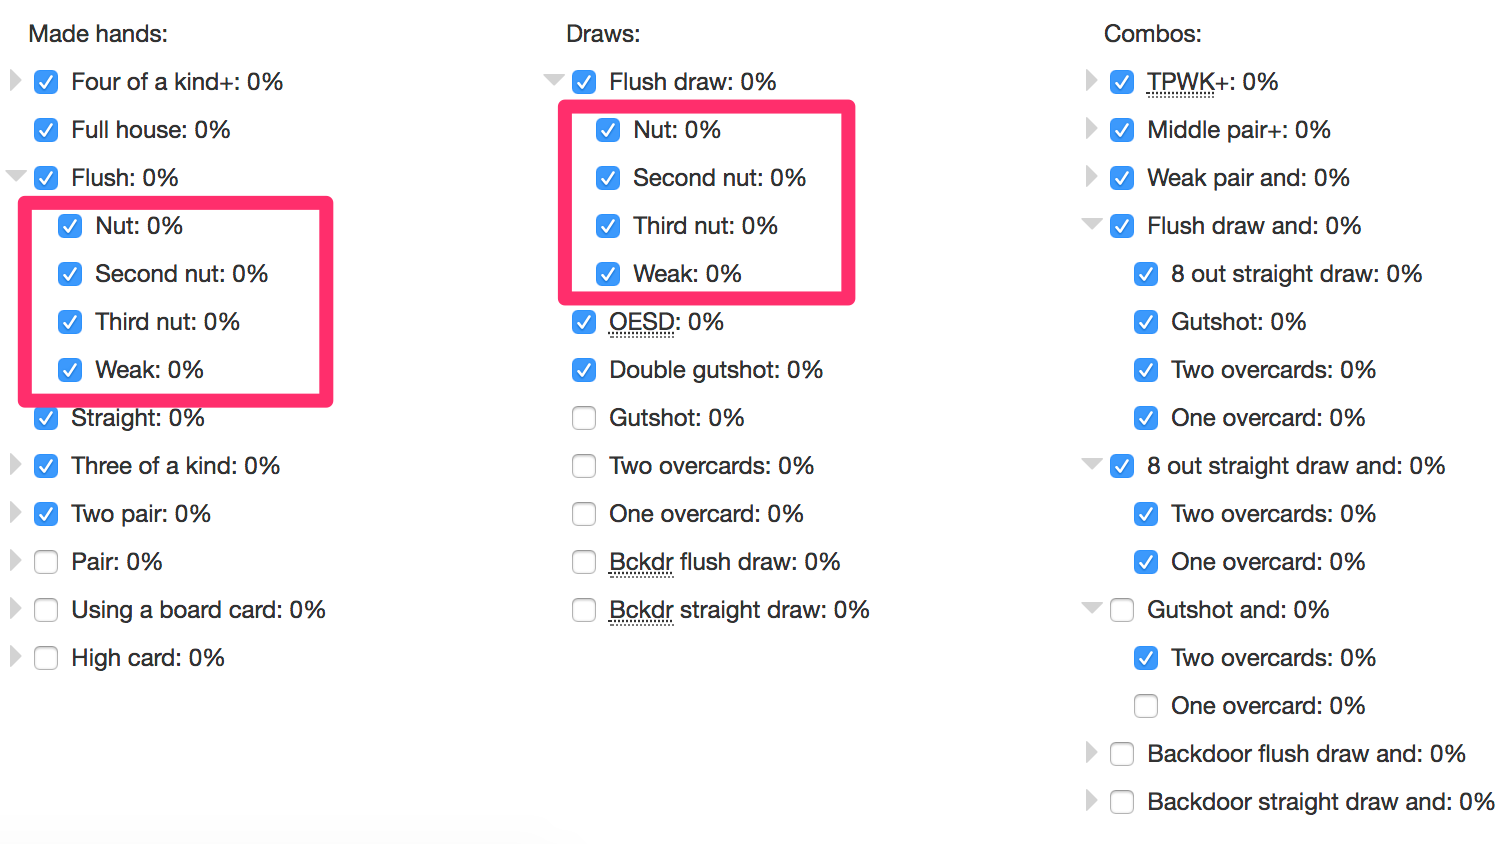 Made hands:
Four of a kind+: 0%
Full house: 0%
Flush: 0%
Nut: 0%
Second nut: 0%
Third nut: 0%
Weak: 0%
Straight: 0%
Three of a kind: 0%
Two pair: 0%
Pair: 0%
Using a board card: 0%
High card: 0%
Draws:
Flush draw: 0%
Nut: 0%
Second nut: 0%
Third nut: 0%
Weak: 0%
OESD: 0%
Double gutshot: 0%
Gutshot: 0%
Two overcards: 0%
One overcard: 0%
Bckdr flush draw: 0%
Bckdr straight draw: 0%
Combos:
TPWK+: 0%
Middle pair+: 0%
Weak pair and: 0%
Flush draw and: 0%
8 out straight draw: 0%
Gutshot: 0%
Two overcards: 0%
One overcard: 0%
8 out straight draw and: 0%
Two overcards: 0%
One overcard: 0%
Gutshot and: 0%
Two overcards: 0%
One overcard: 0%
Backdoor flush draw and: 0%
Backdoor straight draw and: 0%